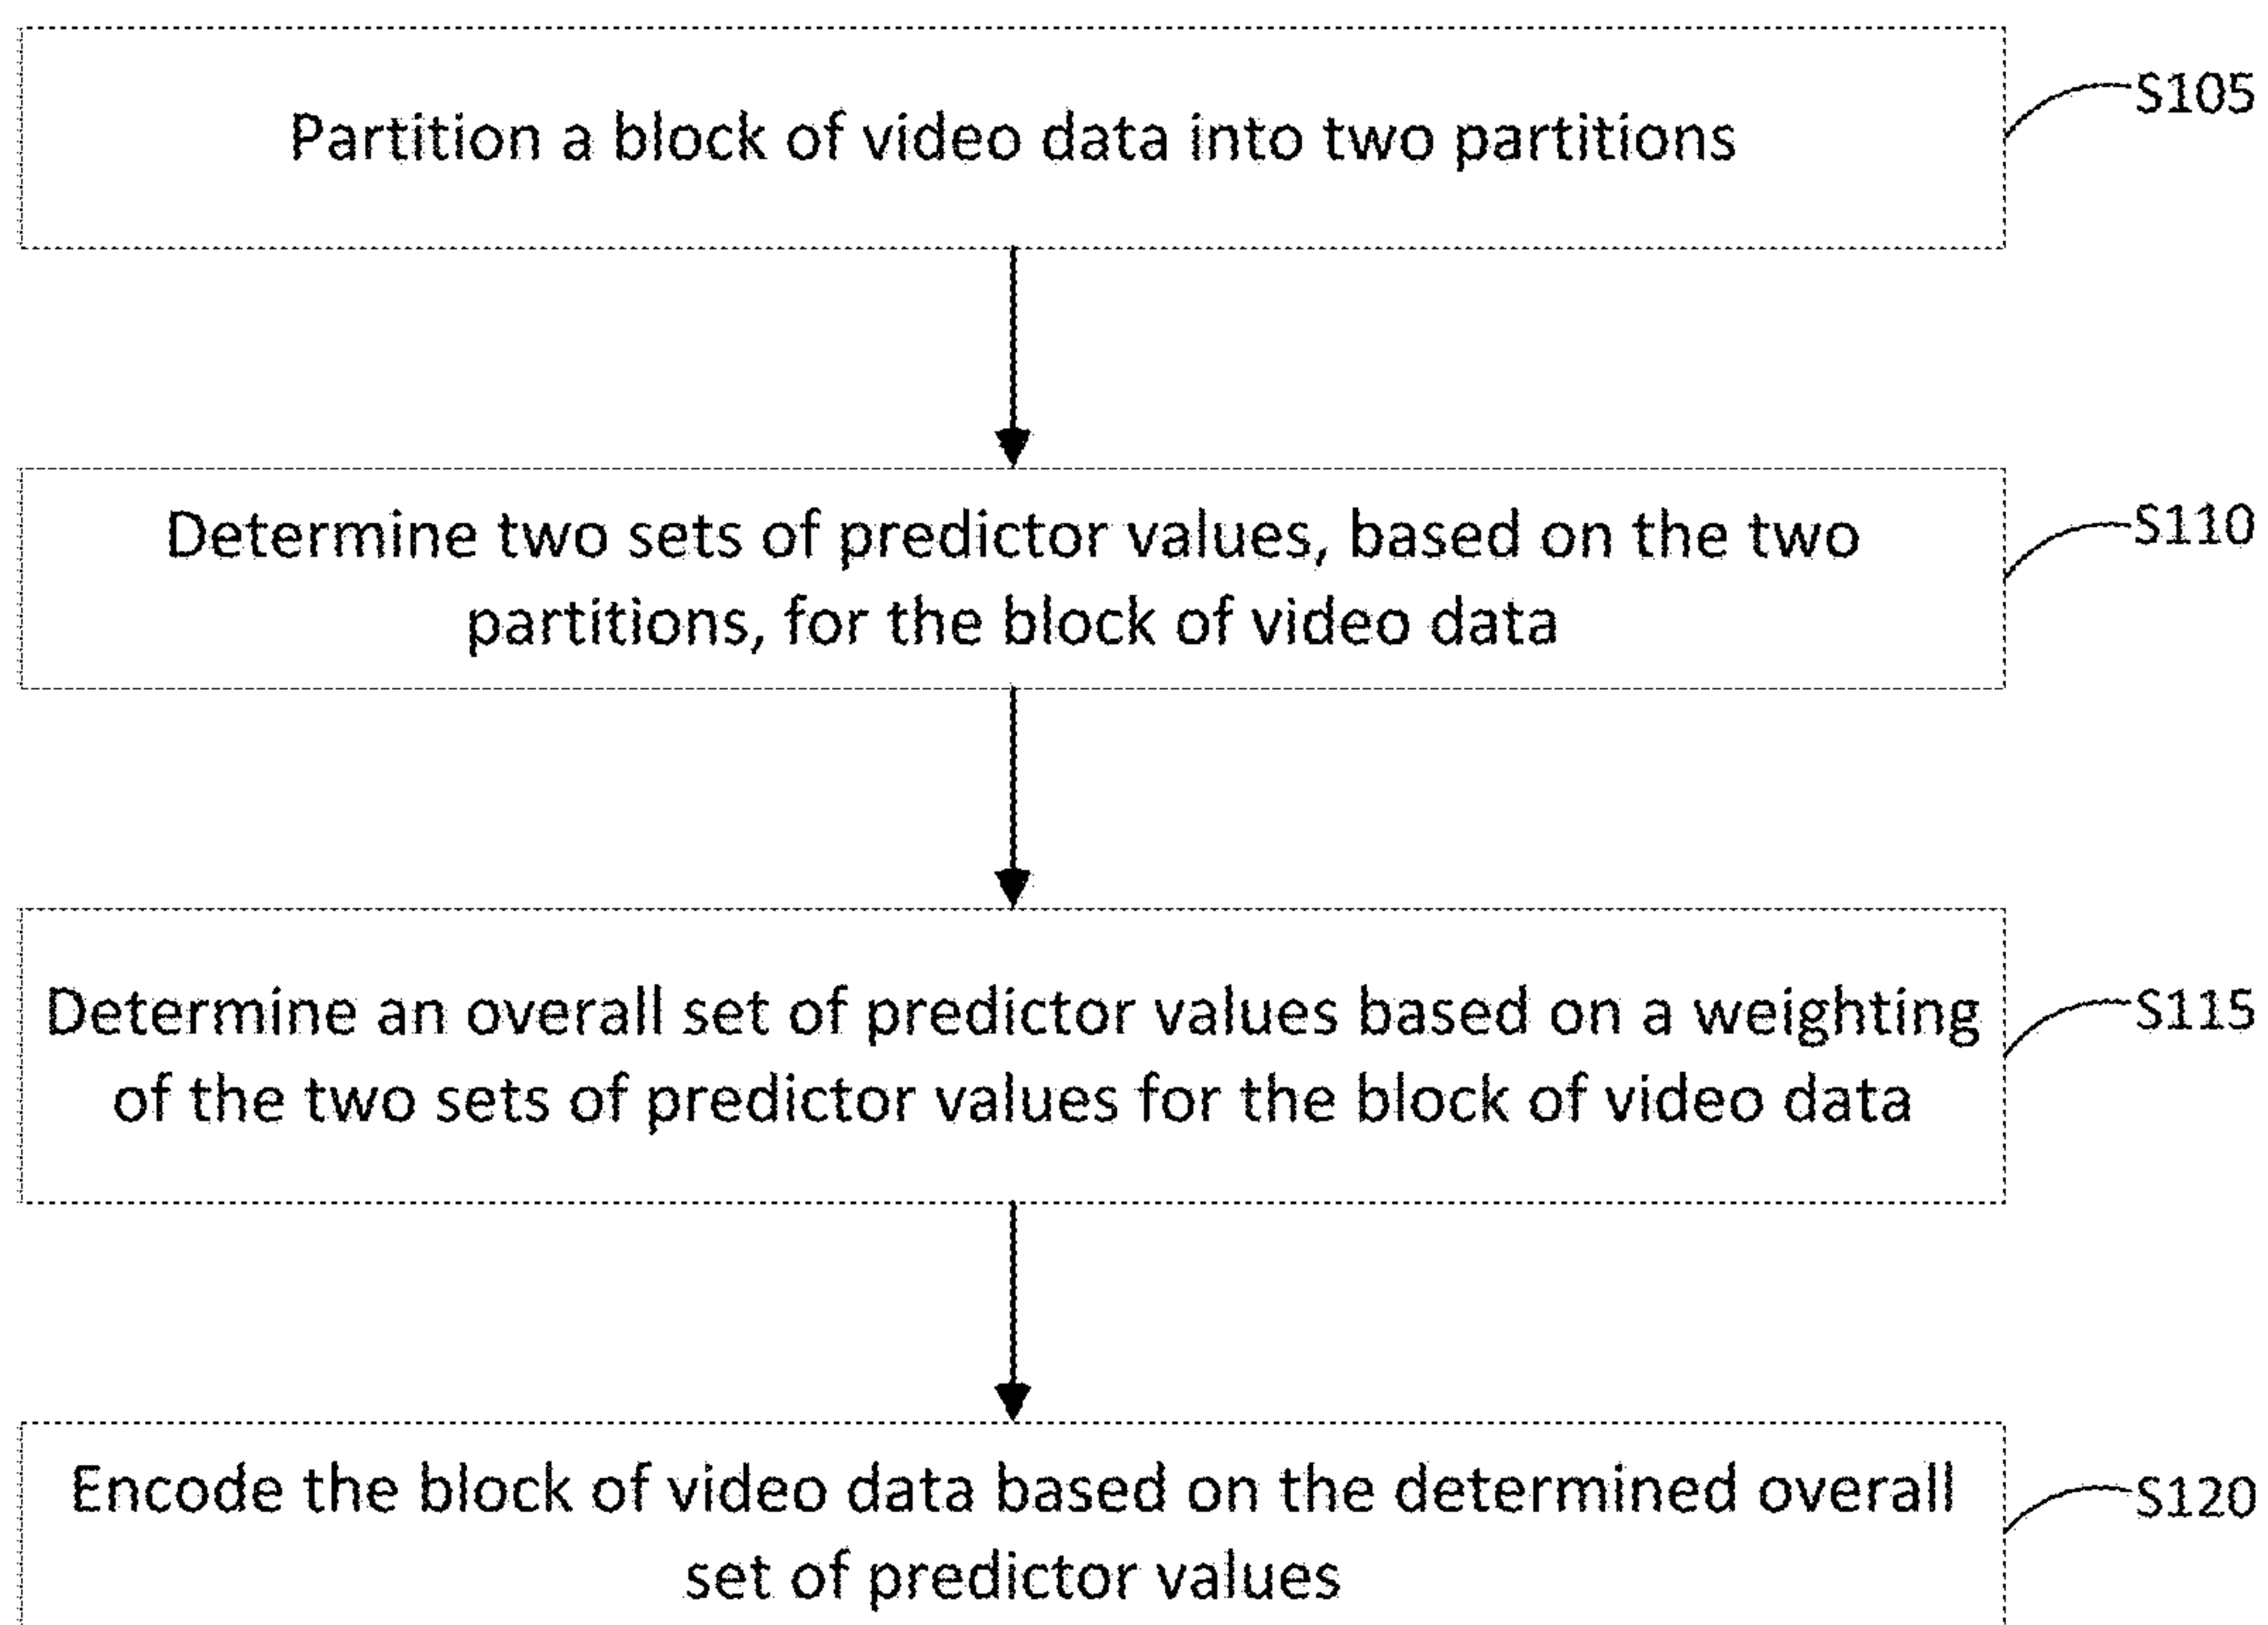 Partition a block of video data into two partitions
S105
Determine two sets of predictor values, based on the two
partitions, for the block of video data
S110
Determine an overall set of predictor values based on a weighting
of the two sets of predictor values for the block of video data
S115
Encode the block of video data based on the determined overall
set of predictor values
S120